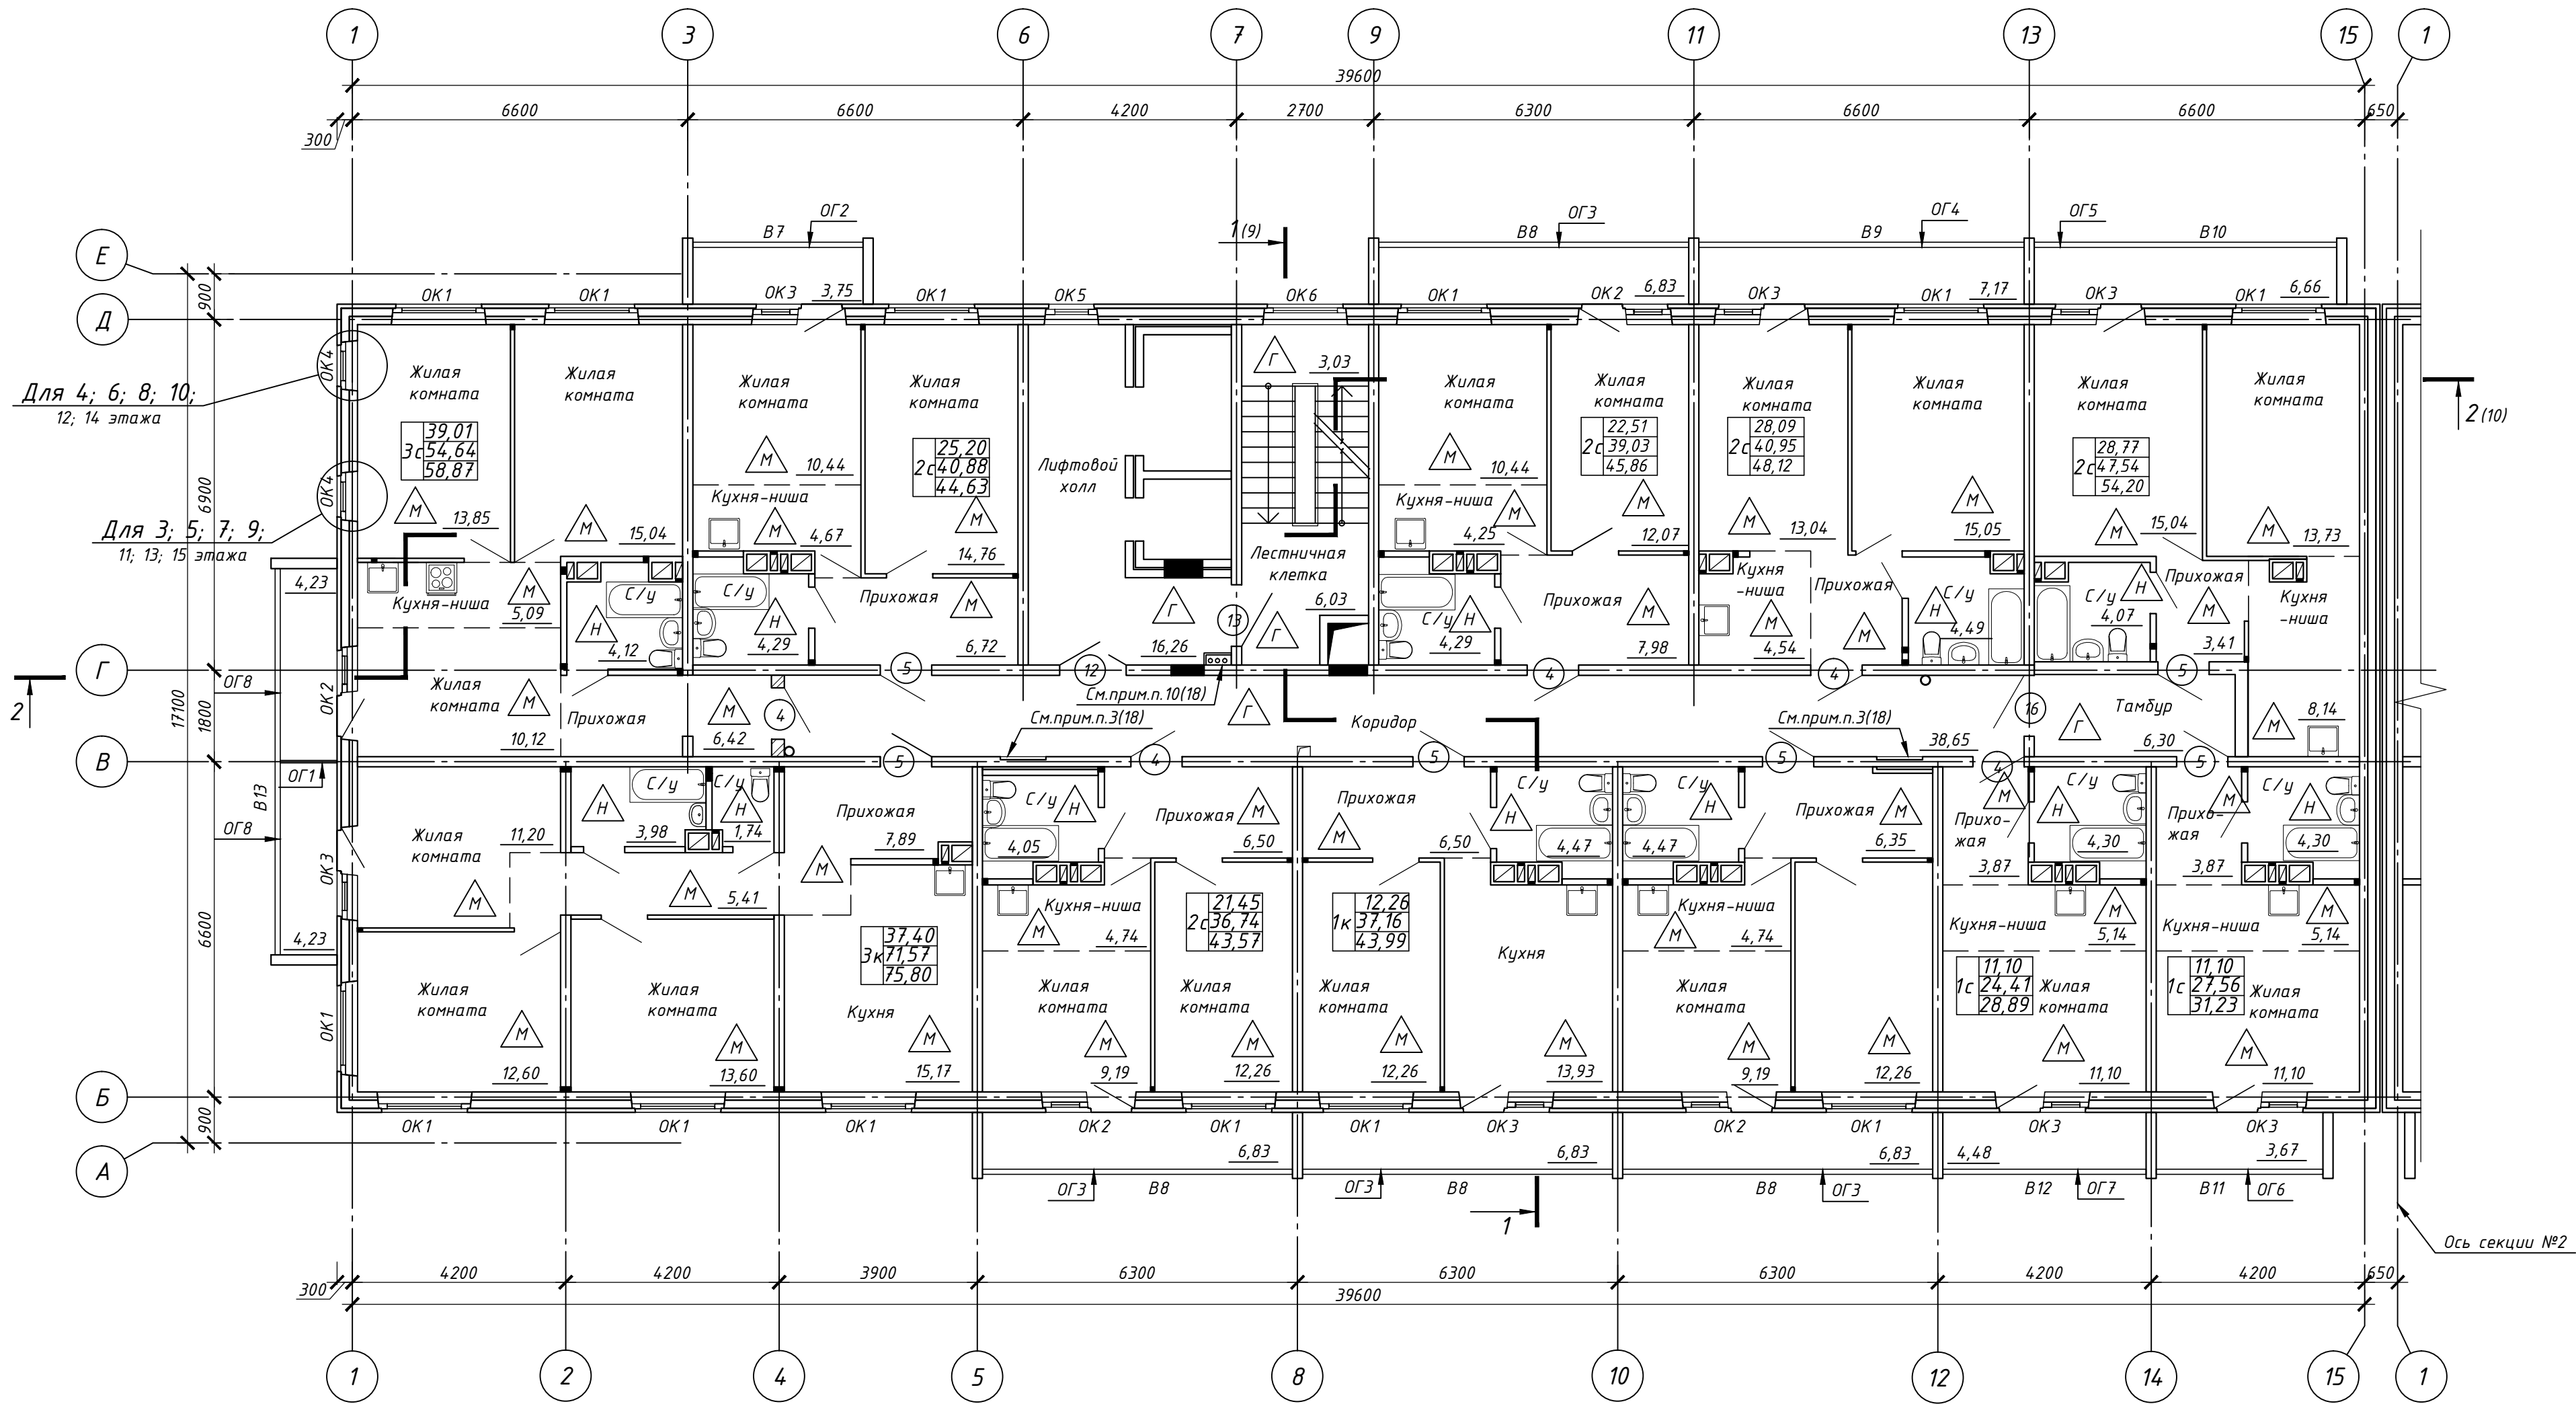 1 3 6 7 9 11 13 15 1
39600
6600 6600 4200 2700 6300 6600 6600 650
300
ОГ2 ОГ3 ОГ4 ОГ5
В7 1 (9) В8 В9 В10
Е
Д
900
ОК1 ОК1 ОК3 3,75 ОК1 ОК5 ОК6 ОК1 ОК2 6,83 ОК3 ОК1 7,17 ОК3 ОК1 6,66
ОК4
Для 4; 6; 8; 10;
12; 14 этажа
ОК4
Для 3; 5; 7; 9;
11; 13; 15 этажа
6900
Жилая
комната
3с 39,01
54,64
58,87
М
13,85
Жилая
комната
М
15,04
Жилая
комната
М
10,44
Кухня-ниша
М
4,67
Жилая
комната
2с 25,20
40,88
44,63
М
14,76
Лифтовой
холл
Г
16,26
Г
3,03
Лестничная
клетка
6,03
Г
13
Жилая
комната
М
10,44
Кухня-ниша
М
4,25
Жилая
комната
2с 22,51
39,03
45,86
М
12,07
Жилая
комната
2с 28,09
40,95
48,12
М
13,04
Жилая
комната
М
15,05
Жилая
комната
2с 28,77
47,54
54,20
М
15,04
Жилая
комната
М
13,73
2 (10)
4,23
Кухня-ниша
М
5,09
С/у
Н
4,12
С/у
Н
4,29
Прихожая
М
6,72
С/у
Н
4,29
Прихожая
М
7,98
Кухня
-ниша
М
4,54
Прихожая
М
С/у
Н
4,49
С/у
Н
4,07
Прихожая
М
3,41
Кухня
-ниша
М
8,14
Г
5 12 4 4 5
2
ОГ8
17100
1800
ОК2
Жилая
комната
М
10,12
Прихожая
М
6,42
4
См.прим.п.10(18)
См.прим.п.3(18)
Г
Коридор
См.прим.п.3(18)
38,65
16
Г
Тамбур
6,30
В
ОГ1
В13
ОГ8
4,23
5 4 5 5 4 5
ОК3
6600
Жилая
комната
11,20
М
С/у
Н
3,98
С/у
Н
1,74
М
5,41
Прихожая
7,89
М
3к 37,40
71,57
75,80
Кухня
М
15,17
С/у
Н
4,05
Прихожая
М
6,50
Кухня-ниша
М
4,74
2с 21,45
36,74
43,57
Прихожая
М
6,50
1к 12,26
37,16
43,99
С/у
Н
4,47
Кухня
М
13,93
С/у
Н
4,47
Прихожая
М
6,35
Кухня-ниша
М
4,74
Прихо-
жая
М
3,87
С/у
Н
4,30
Кухня-ниша
М
5,14
1с 11,10
24,41
28,89
Прихо-
жая
М
3,87
С/у
Н
4,30
Кухня-ниша
М
5,14
1с 11,10
27,56
31,23
ОК1
Жилая
комната
М
12,60
Жилая
комната
М
13,60
Жилая
комната
М
9,19
Жилая
комната
М
12,26
Жилая
комната
М
12,26
Жилая
комната
М
9,19
М
12,26
Жилая
комната
М
11,10
Жилая
комната
М
11,10
Б
900
А
ОК1 ОК1 ОК1 ОК2 ОК1 ОК1 ОК3 ОК2 ОК1 ОК3 ОК3
6,83 6,83 6,83 4,48 3,67
ОГ3 В8 ОГ3 В8 В8 ОГ3 В12 ОГ7 В11 ОГ6
1
Ось секции №2
300
4200 4200 3900 6300 6300 6300 4200 4200 650
39600
1 2 4 5 8 10 12 14 15 1